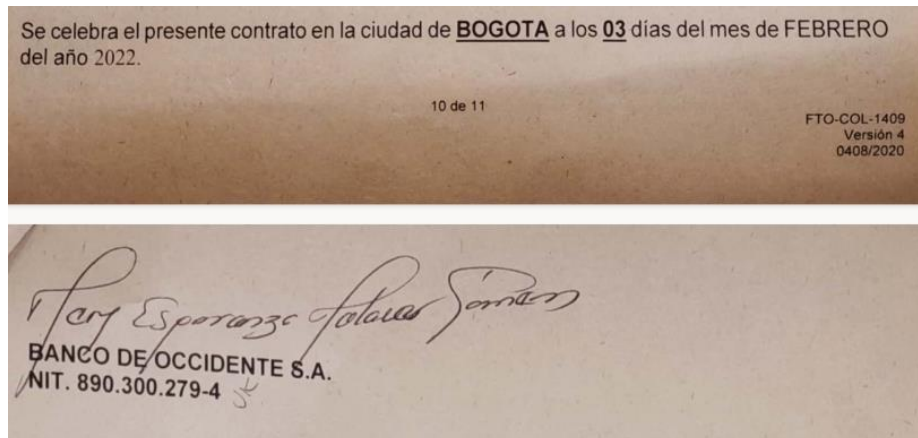 Se celebra el presente contrato en la ciudad de BOGOTA a los 03 días del mes de FEBRERO
del año 2022.
10 de 11
FTO-COL-1409
Versión 4
0408/2020
Mary Esperanza
BANCO DE OCCIDENTE S.A.
NIT. 890.300.279-4